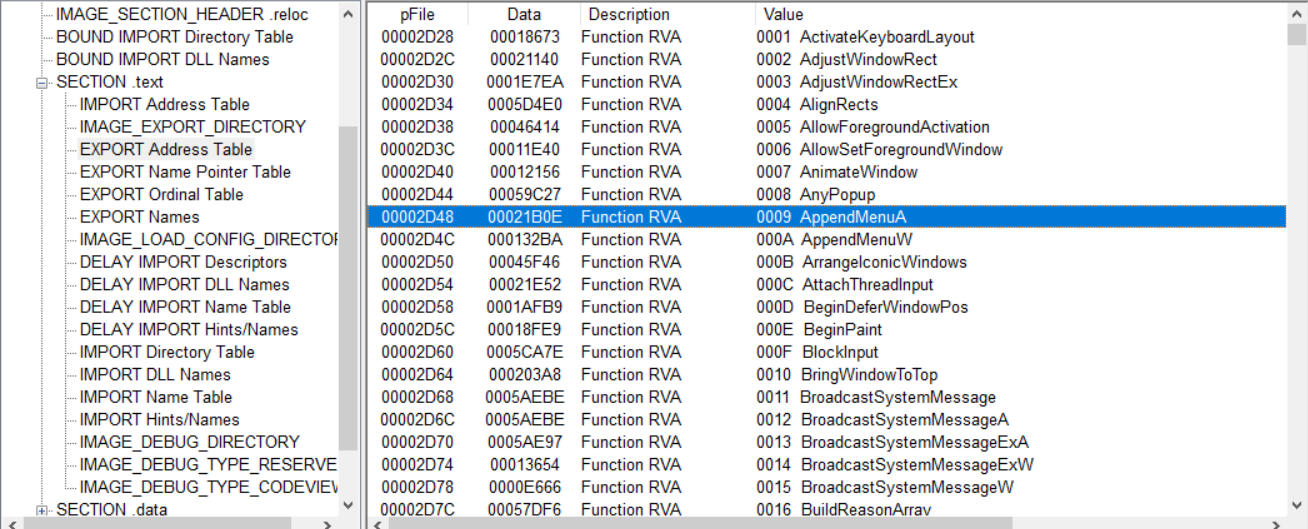 IMAGE_SECTION_HEADER .reloc
BOUND IMPORT Directory Table
BOUND IMPORT DLL Names
SECTION .text
IMPORT Address Table
IMAGE_EXPORT_DIRECTORY
EXPORT Address Table
EXPORT Name Pointer Table
EXPORT Ordinal Table
EXPORT Names
IMAGE_LOAD_CONFIG_DIRECTOR
DELAY IMPORT Descriptors
DELAY IMPORT DLL Names
DELAY IMPORT Name Table
DELAY IMPORT Hints/Names
IMPORT Directory Table
IMPORT DLL Names
IMPORT Name Table
IMPORT Hints/Names
IMAGE_DEBUG_DIRECTORY
IMAGE_DEBUG_TYPE_RESERVE
IMAGE_DEBUG_TYPE_CODEVIEW
SECTION .data
pFile Data Description Value
00002D28 00018673 Function RVA 0001 ActivateKeyboardLayout
00002D2C 00021140 Function RVA 0002 AdjustWindowRect
00002D30 0001E7EA Function RVA 0003 AdjustWindowRectEx
00002D34 0005D4E0 Function RVA 0004 AlignRects
00002D38 00046414 Function RVA 0005 AllowForegroundActivation
00002D3C 00011E40 Function RVA 0006 AllowSetForegroundWindow
00002D40 00012156 Function RVA 0007 AnimateWindow
00002D44 00059C27 Function RVA 0008 AnyPopup
00002D48 00021B0E Function RVA 0009 AppendMenuA
00002D4C 000132BA Function RVA 000A AppendMenuW
00002D50 00045F46 Function RVA 000B ArrangeIconicWindows
00002D54 00021E52 Function RVA 000C AttachThreadInput
00002D58 0001AFB9 Function RVA 000D BeginDeferWindowPos
00002D5C 00018FE9 Function RVA 000E BeginPaint
00002D60 0005CA7E Function RVA 000F BlockInput
00002D64 000203A8 Function RVA 0010 BringWindowToTop
00002D68 0005AEBE Function RVA 0011 BroadcastSystemMessage
00002D6C 0005AEBE Function RVA 0012 BroadcastSystemMessageA
00002D70 0005AE97 Function RVA 0013 BroadcastSystemMessageExA
00002D74 00013654 Function RVA 0014 BroadcastSystemMessageExW
00002D78 0000E666 Function RVA 0015 BroadcastSystemMessageW
00002D7C 00057DF6 Function RVA 0016 BuildReasonArray